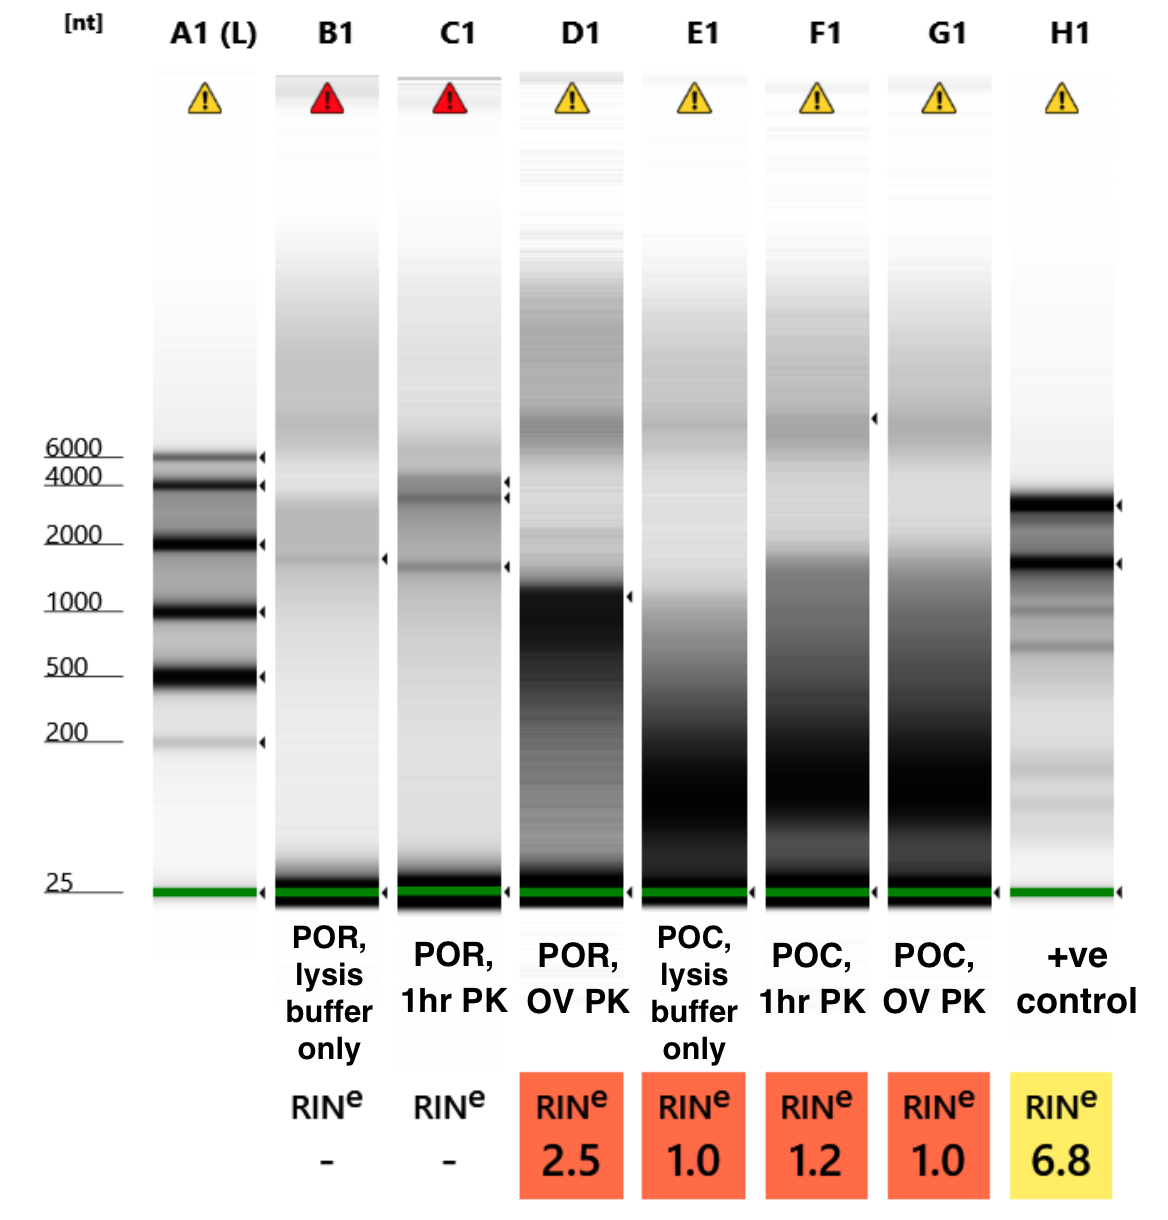 [nt] A1 (L) B1 C1 D1 E1 F1 G1 H1
6000
4000
2000
1000
500
200
25
POR,
lysis
buffer
only
POR,
1hr PK
POR,
OV PK
POC,
lysis
buffer
only
POC,
1hr PK
POC,
OV PK
+ve
control
RINe
-
RINe
-
RINe
2.5
RINe
1.0
RINe
1.2
RINe
1.0
RINe
6.8